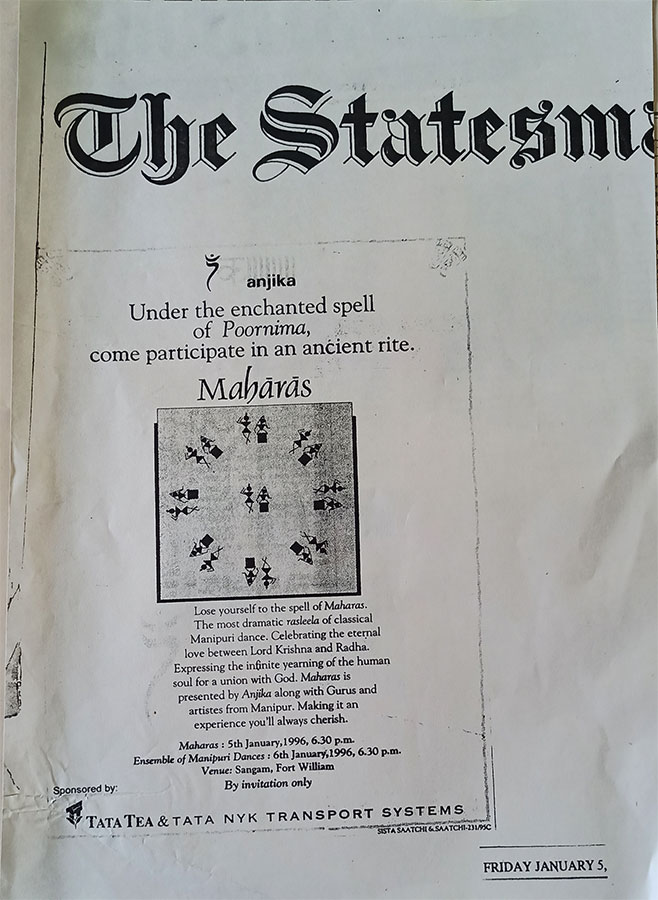 The Statesma
anjika
Under the enchanted spell
of Poornima,
come participate in an ancient rite.
Mahārās
Lose yourself to the spell of Maharas.
The most dramatic rasleela of classical
Manipuri dance. Celebrating the eternal
love between Lord Krishna and Radha.
Expressing the infinite yearning of the human
soul for a union with God. Maharas is
presented by Anjika along with Gurus and
artistes from Manipur. Making it an
experience you'll always cherish.
Maharas : 5th January,1996, 6.30 p.m.
Ensemble of Manipuri Dances : 6th January,1996, 6.30 p.m.
Venue: Sangam, Fort William
By invitation only
Sponsored by:
TATA TEA & TATA NYK TRANSPORT SYSTEMS
SISTA SAATCHI & SAATCHI-231/95C
FRIDAY JANUARY 5,